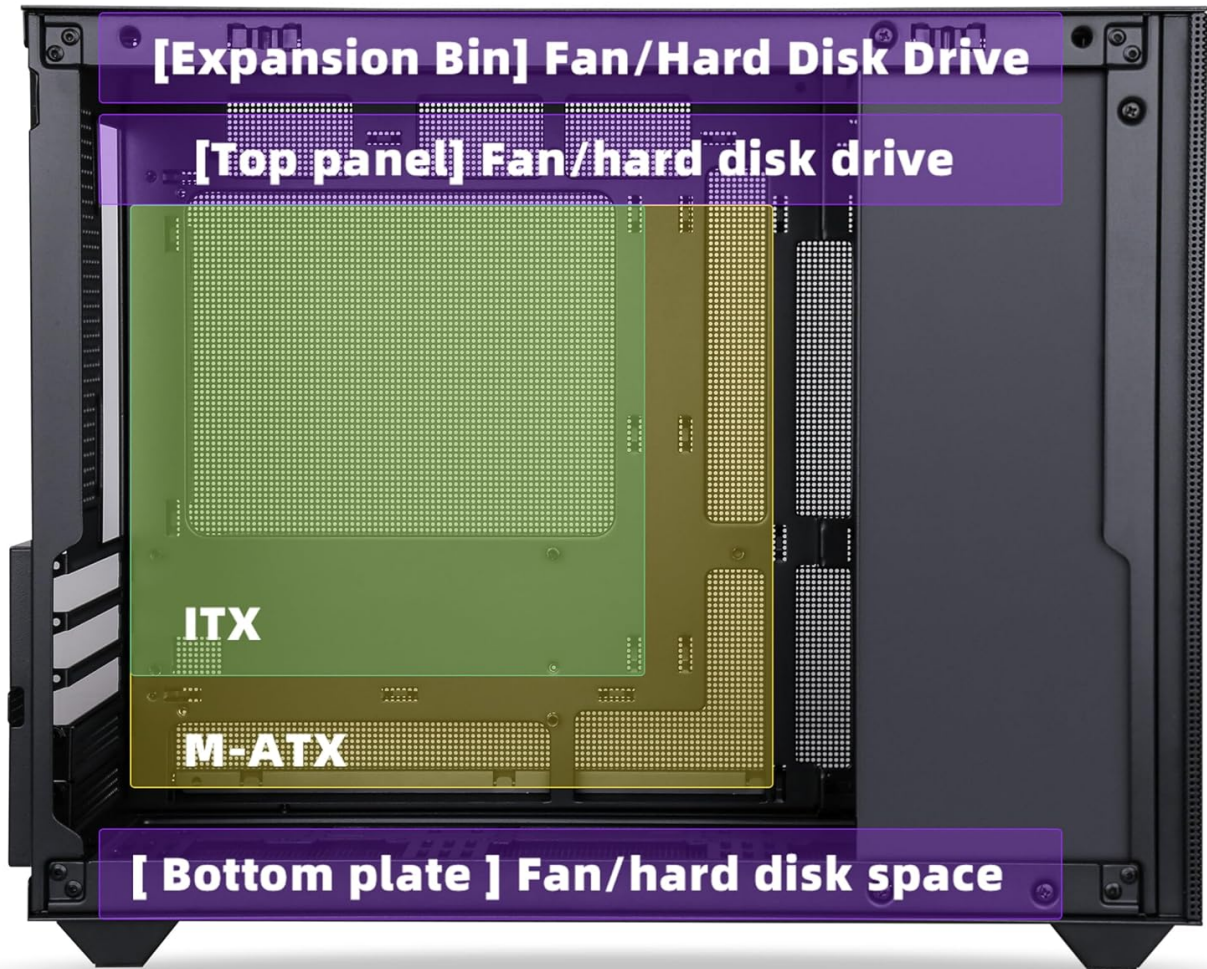 [Expansion Bin] Fan/Hard Disk Drive
[Top panel] Fan/hard disk drive
ITX
M-ATX
[ Bottom plate ] Fan/hard disk space